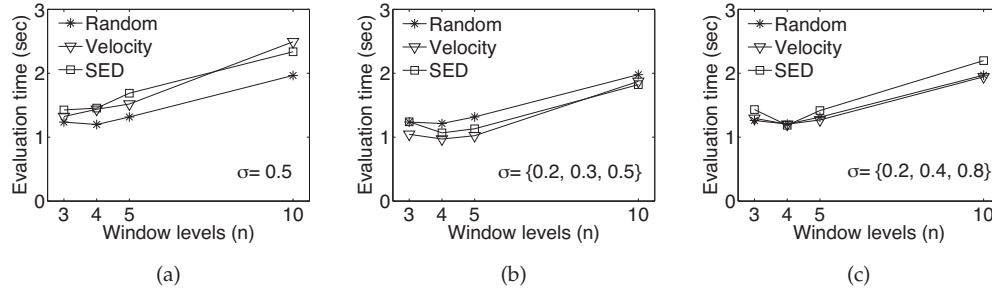 Evaluation time (sec)
3
2
1
0
Random
Velocity
SED
σ= 0.5
3 4 5 10
Window levels (n)
(a)
Evaluation time (sec)
3
2
1
0
Random
Velocity
SED
σ= {0.2, 0.3, 0.5}
3 4 5 10
Window levels (n)
(b)
Evaluation time (sec)
3
2
1
0
Random
Velocity
SED
σ= {0.2, 0.4, 0.8}
3 4 5 10
Window levels (n)
(c)